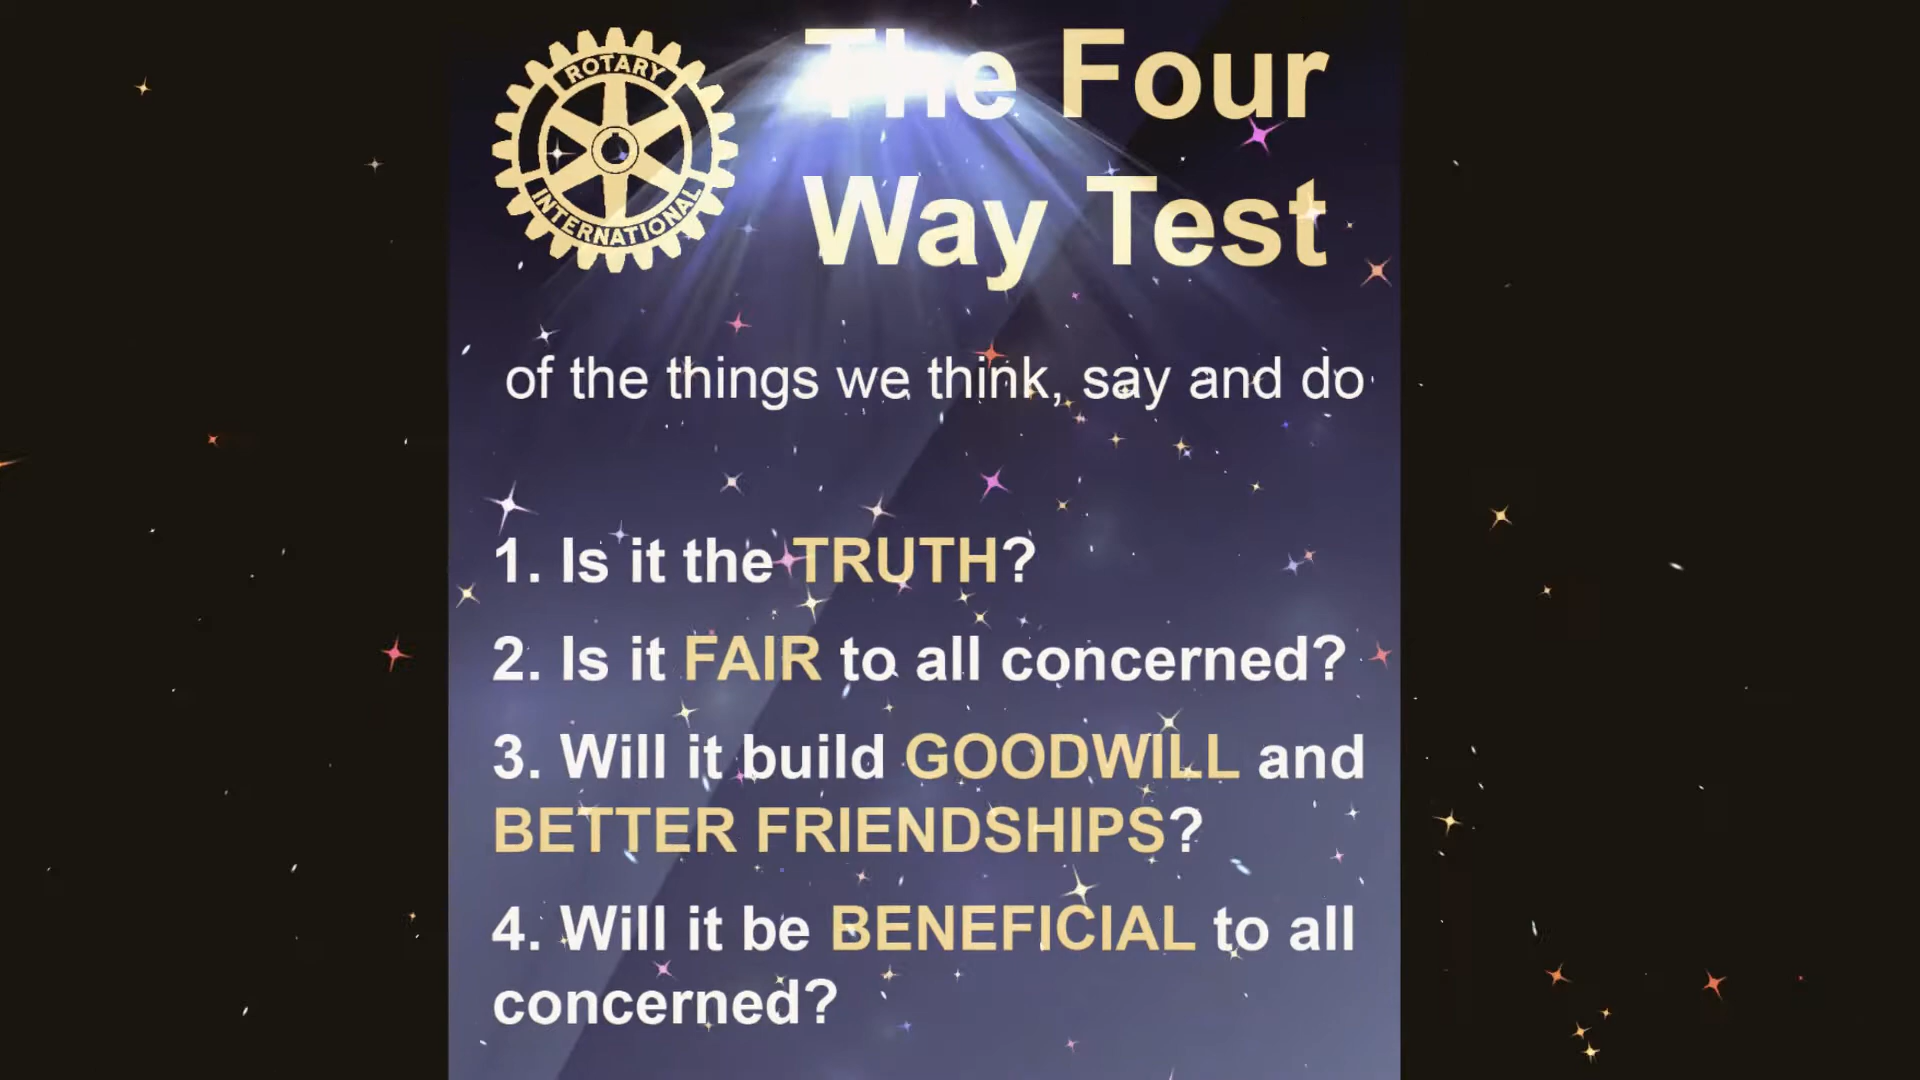 ROTARY
INTERNATIONAL
The Four
Way Test
of the things we think, say and do
1. Is it the TRUTH?
2. Is it FAIR to all concerned?
3. Will it build GOODWILL and
BETTER FRIENDSHIPS?
4. Will it be BENEFICIAL to all
concerned?